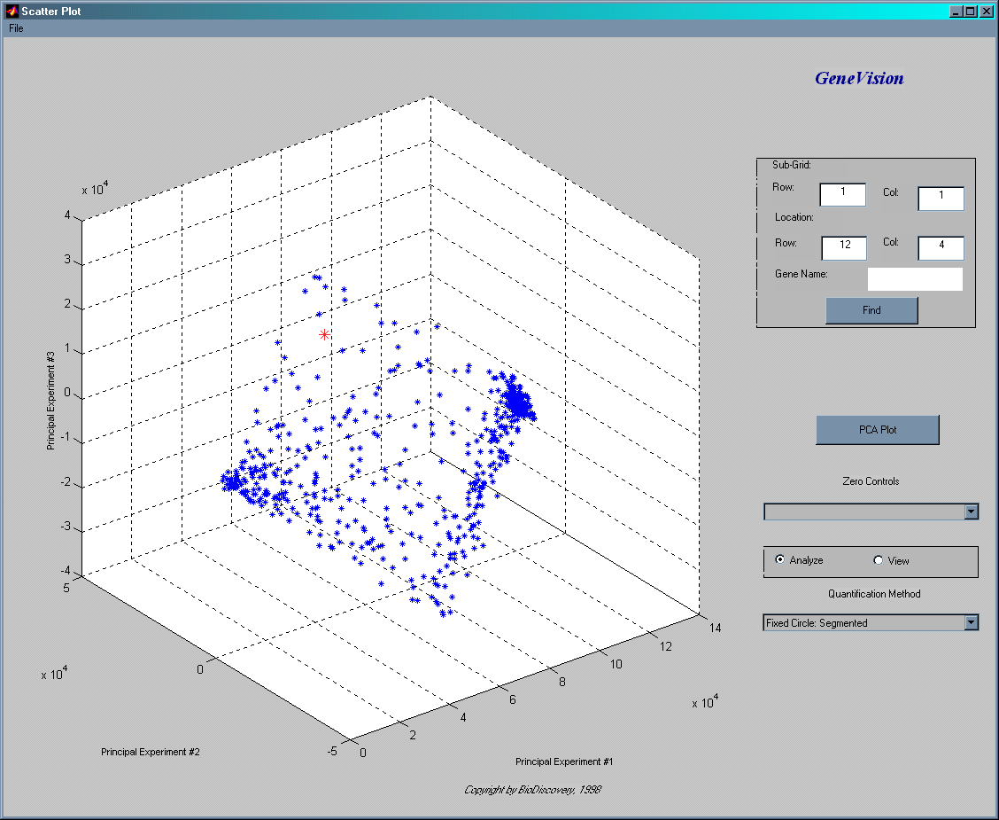 Scatter Plot
File
GeneVision
Sub-Grid:
Row: 1 Col: 1
Location:
Row: 12 Col: 4
Gene Name:
Find
PCA Plot
Zero Controls
Analyze View
Quantification Method
Fixed Circle: Segmented
x 10^4
4
3
2
1
0
-1
-2
-3
-4
Principal Experiment #3
5
0
-5
x 10^4
Principal Experiment #2
0
2
4
6
8
10
12
14
x 10^4
Principal Experiment #1
Copyright by BioDiscovery, 1998